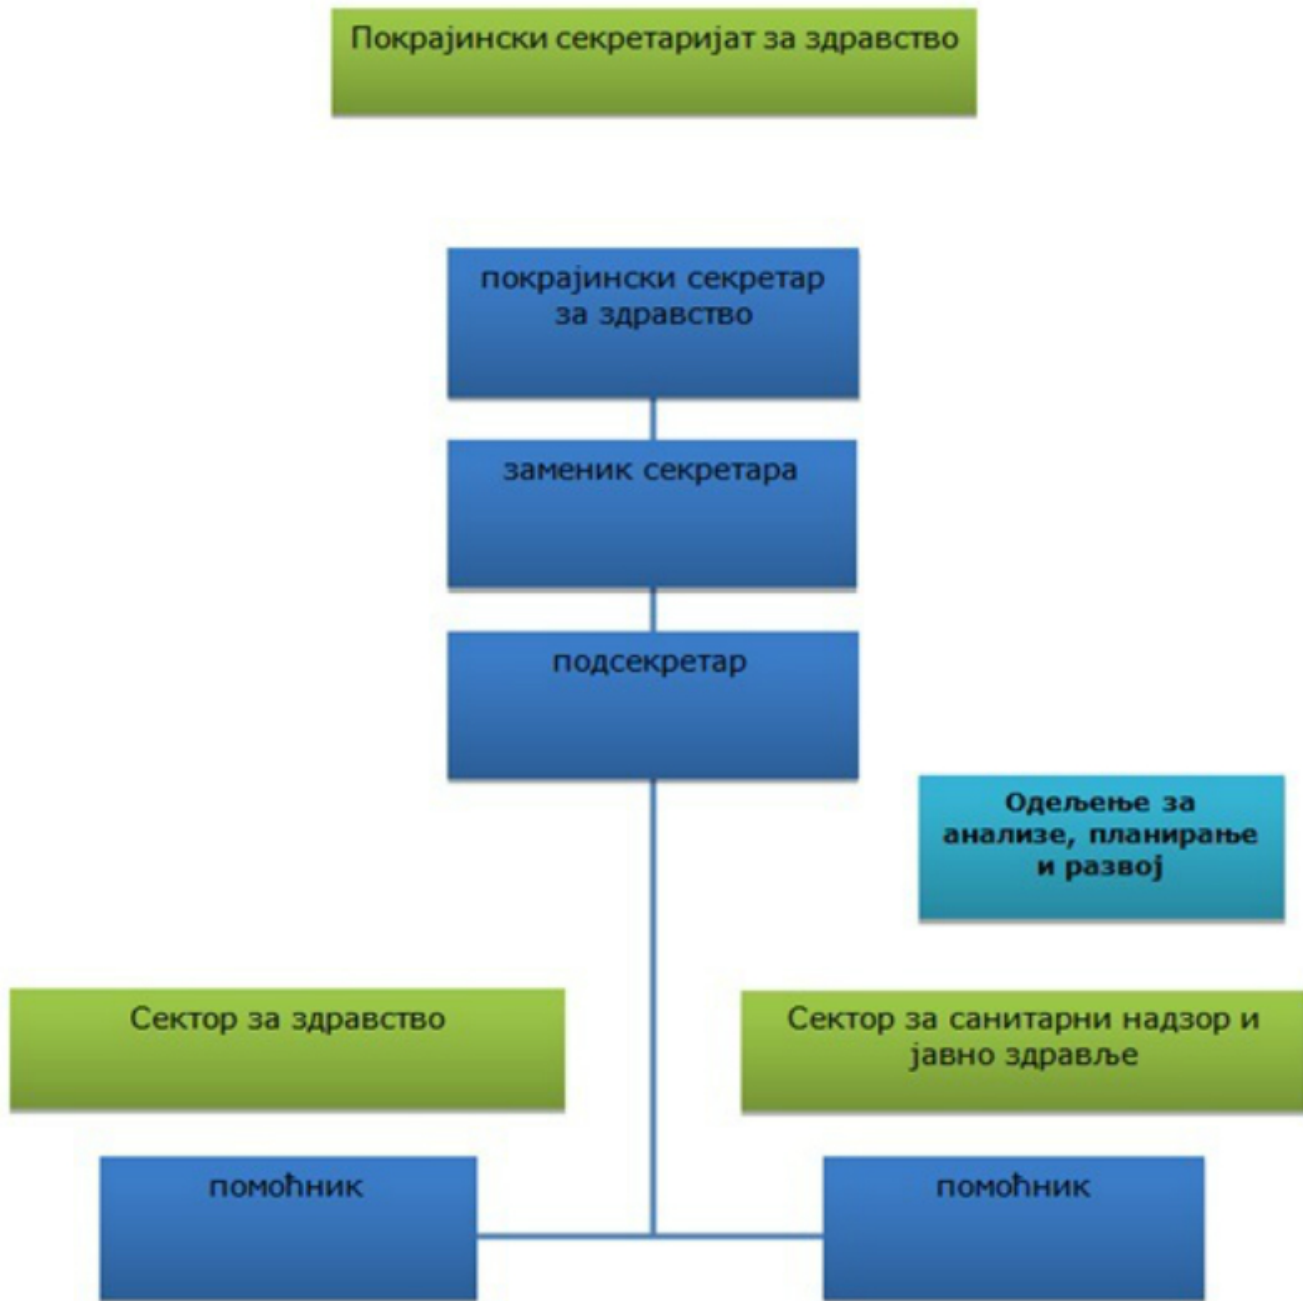 Покрајински секретаријат за здравство
покрајински секретар
за здравство
заменик секретара
подсекретар
Одељење за
анализе, планирање
и развој
Сектор за здравство
Сектор за санитарни надзор и
јавно здравље
помоћник
помоћник